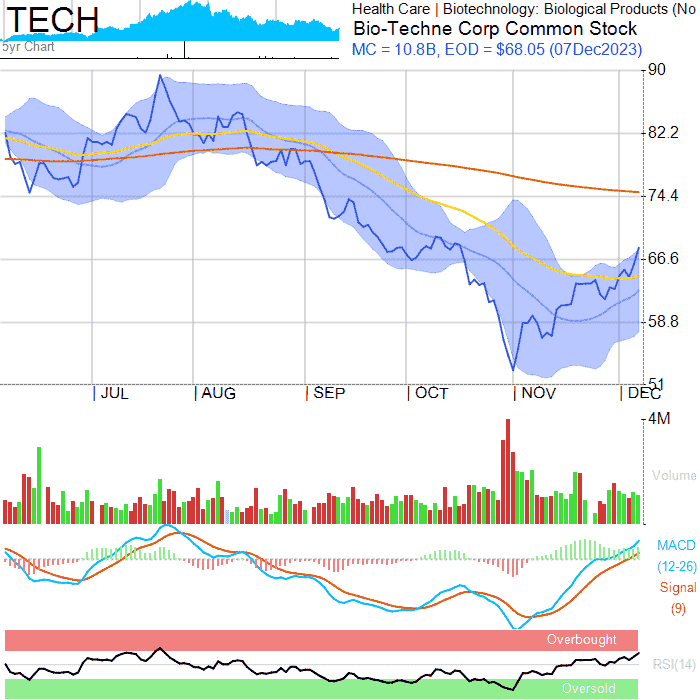 TECH
5yr Chart
Health Care | Biotechnology: Biological Products (No
Bio-Techne Corp Common Stock
MC = 10.8B, EOD = $68.05 (07Dec2023)
90
82.2
74.4
66.6
58.8
51
JUL AUG SEP OCT NOV DEC
4M
Volume
MACD
(12-26)
Signal
(9)
Overbought
RSI(14)
Oversold